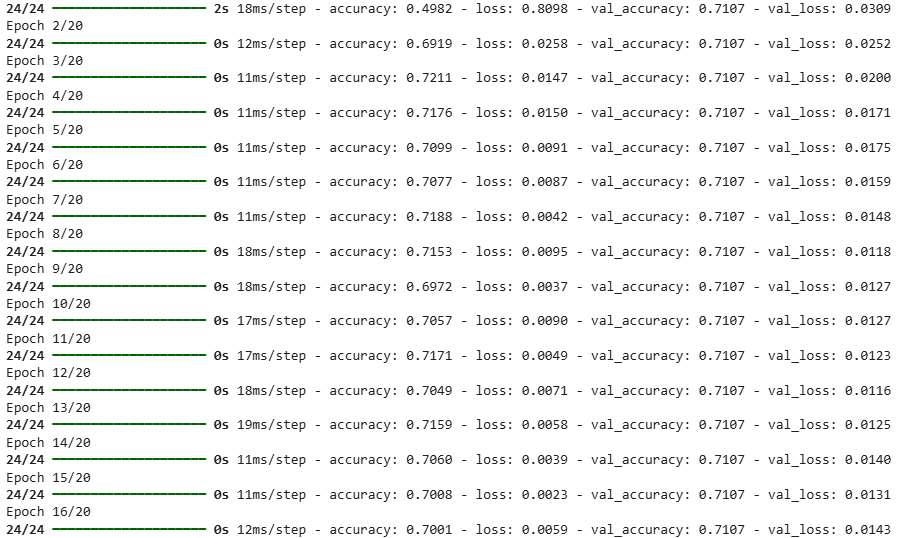 24/24 ━━━━━━━━━━━━━━━━━━━━ 2s 18ms/step - accuracy: 0.4982 - loss: 0.8098 - val_accuracy: 0.7107 - val_loss: 0.0309
Epoch 2/20
24/24 ━━━━━━━━━━━━━━━━━━━━ 0s 12ms/step - accuracy: 0.6919 - loss: 0.0258 - val_accuracy: 0.7107 - val_loss: 0.0252
Epoch 3/20
24/24 ━━━━━━━━━━━━━━━━━━━━ 0s 11ms/step - accuracy: 0.7211 - loss: 0.0147 - val_accuracy: 0.7107 - val_loss: 0.0200
Epoch 4/20
24/24 ━━━━━━━━━━━━━━━━━━━━ 0s 11ms/step - accuracy: 0.7176 - loss: 0.0150 - val_accuracy: 0.7107 - val_loss: 0.0171
Epoch 5/20
24/24 ━━━━━━━━━━━━━━━━━━━━ 0s 11ms/step - accuracy: 0.7099 - loss: 0.0091 - val_accuracy: 0.7107 - val_loss: 0.0175
Epoch 6/20
24/24 ━━━━━━━━━━━━━━━━━━━━ 0s 11ms/step - accuracy: 0.7077 - loss: 0.0087 - val_accuracy: 0.7107 - val_loss: 0.0159
Epoch 7/20
24/24 ━━━━━━━━━━━━━━━━━━━━ 0s 11ms/step - accuracy: 0.7188 - loss: 0.0042 - val_accuracy: 0.7107 - val_loss: 0.0148
Epoch 8/20
24/24 ━━━━━━━━━━━━━━━━━━━━ 0s 18ms/step - accuracy: 0.7153 - loss: 0.0095 - val_accuracy: 0.7107 - val_loss: 0.0118
Epoch 9/20
24/24 ━━━━━━━━━━━━━━━━━━━━ 0s 18ms/step - accuracy: 0.6972 - loss: 0.0037 - val_accuracy: 0.7107 - val_loss: 0.0127
Epoch 10/20
24/24 ━━━━━━━━━━━━━━━━━━━━ 0s 17ms/step - accuracy: 0.7057 - loss: 0.0090 - val_accuracy: 0.7107 - val_loss: 0.0127
Epoch 11/20
24/24 ━━━━━━━━━━━━━━━━━━━━ 0s 17ms/step - accuracy: 0.7171 - loss: 0.0049 - val_accuracy: 0.7107 - val_loss: 0.0123
Epoch 12/20
24/24 ━━━━━━━━━━━━━━━━━━━━ 0s 18ms/step - accuracy: 0.7049 - loss: 0.0071 - val_accuracy: 0.7107 - val_loss: 0.0116
Epoch 13/20
24/24 ━━━━━━━━━━━━━━━━━━━━ 0s 19ms/step - accuracy: 0.7159 - loss: 0.0058 - val_accuracy: 0.7107 - val_loss: 0.0125
Epoch 14/20
24/24 ━━━━━━━━━━━━━━━━━━━━ 0s 11ms/step - accuracy: 0.7060 - loss: 0.0039 - val_accuracy: 0.7107 - val_loss: 0.0140
Epoch 15/20
24/24 ━━━━━━━━━━━━━━━━━━━━ 0s 11ms/step - accuracy: 0.7008 - loss: 0.0023 - val_accuracy: 0.7107 - val_loss: 0.0131
Epoch 16/20
24/24 ━━━━━━━━━━━━━━━━━━━━ 0s 12ms/step - accuracy: 0.7001 - loss: 0.0059 - val_accuracy: 0.7107 - val_loss: 0.0143